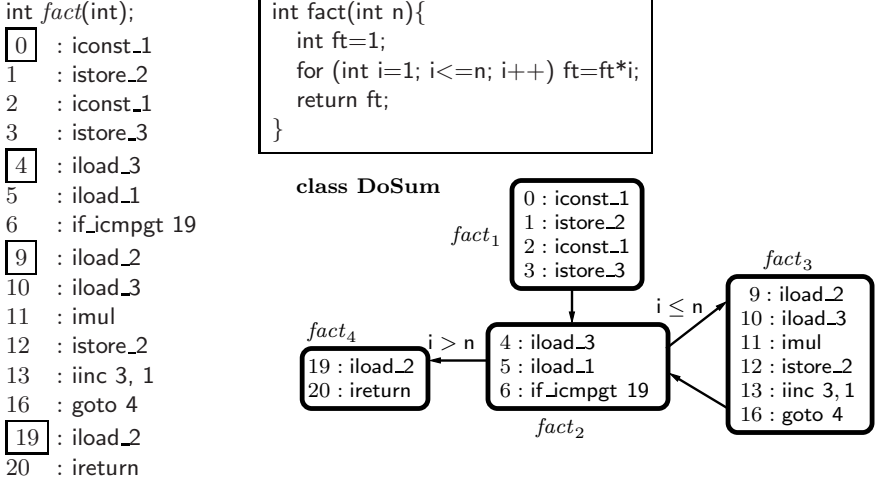 int fact(int);
0 : iconst_1
1 : istore_2
2 : iconst_1
3 : istore_3
4 : iload_3
5 : iload_1
6 : if_icmpgt 19
9 : iload_2
10 : iload_3
11 : imul
12 : istore_2
13 : iinc 3, 1
16 : goto 4
19 : iload_2
20 : ireturn
int fact(int n){
int ft=1;
for (int i=1; i<=n; i++) ft=ft*i;
return ft;
}
class DoSum
fact₁
0 : iconst_1
1 : istore_2
2 : iconst_1
3 : istore_3
fact₃
9 : iload_2
10 : iload_3
11 : imul
12 : istore_2
13 : iinc 3, 1
16 : goto 4
i ≤ n
fact₄
19 : iload_2
20 : ireturn
i > n
4 : iload_3
5 : iload_1
6 : if_icmpgt 19
fact₂